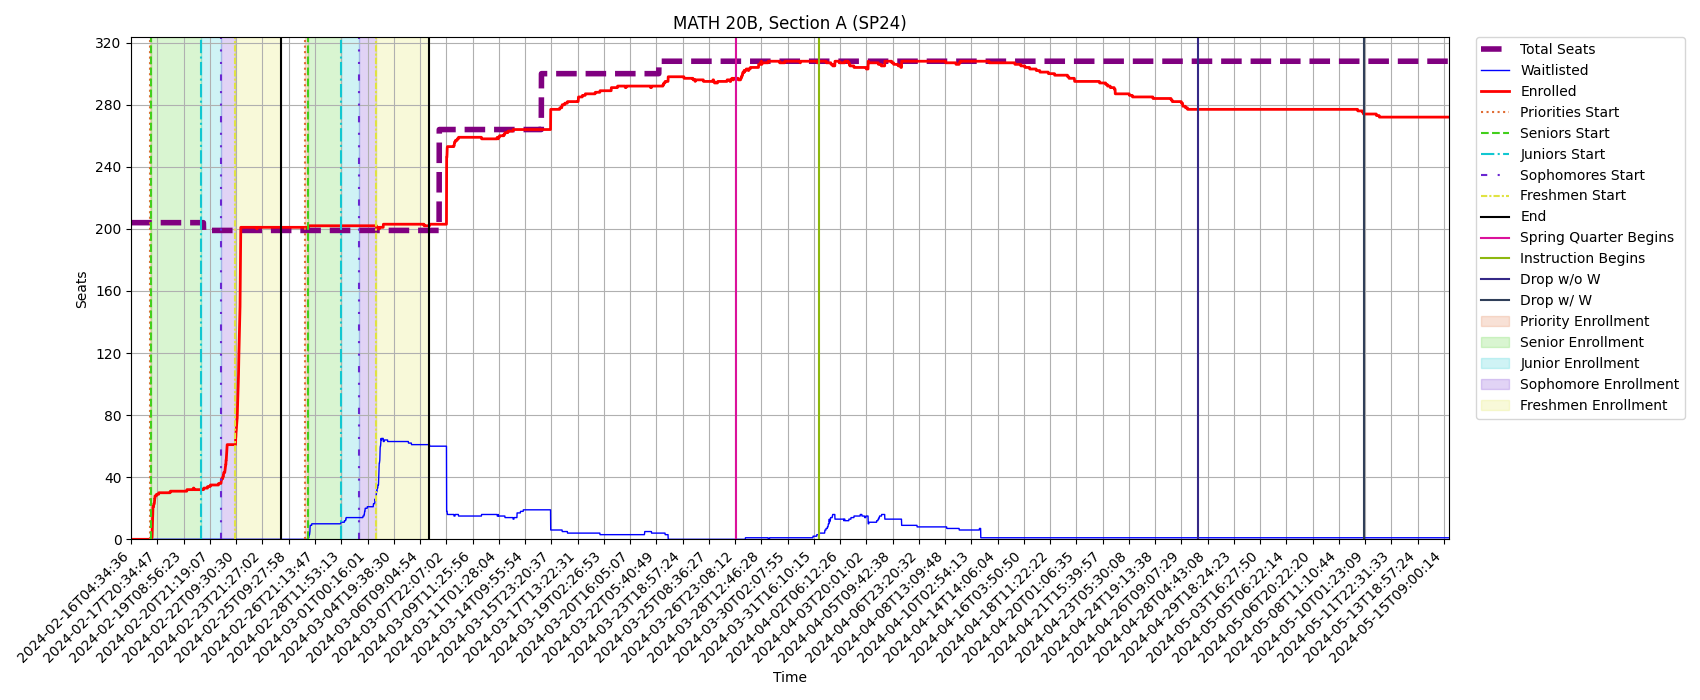 MATH 20B, Section A (SP24)
Seats
320
280
240
200
160
120
80
40
0
2024-02-16T04:34:36
2024-02-17T20:34:47
2024-02-19T08:56:23
2024-02-20T21:19:07
2024-02-22T09:30:30
2024-02-23T21:27:02
2024-02-25T09:27:58
2024-02-26T21:13:47
2024-02-28T11:53:13
2024-03-01T00:16:01
2024-03-04T19:38:30
2024-03-06T09:04:54
2024-03-07T22:07:02
2024-03-11T01:25:56
2024-03-12T11:28:04
2024-03-14T09:55:54
2024-03-15T23:20:37
2024-03-17T13:22:31
2024-03-19T02:26:53
2024-03-20T16:05:07
2024-03-22T05:40:49
2024-03-23T18:57:24
2024-03-25T08:36:27
2024-03-26T23:08:12
2024-03-28T12:46:28
2024-03-30T02:07:55
2024-03-31T16:10:15
2024-04-02T06:12:26
2024-04-03T20:01:02
2024-04-05T09:42:38
2024-04-06T23:20:32
2024-04-08T13:09:48
2024-04-10T02:54:13
2024-04-14T14:06:04
2024-04-16T03:50:50
2024-04-18T11:22:22
2024-04-20T01:06:35
2024-04-21T15:39:57
2024-04-23T05:30:08
2024-04-24T19:13:38
2024-04-26T09:07:29
2024-04-28T04:43:08
2024-04-29T18:24:23
2024-05-03T16:27:50
2024-05-05T06:22:14
2024-05-06T20:22:20
2024-05-08T11:10:44
2024-05-10T01:23:09
2024-05-11T22:31:33
2024-05-13T18:57:24
2024-05-15T09:00:14
Time
Total Seats
Waitlisted
Enrolled
Priorities Start
Seniors Start
Juniors Start
Sophomores Start
Freshmen Start
End
Spring Quarter Begins
Instruction Begins
Drop w/o W
Drop w/ W
Priority Enrollment
Senior Enrollment
Junior Enrollment
Sophomore Enrollment
Freshmen Enrollment